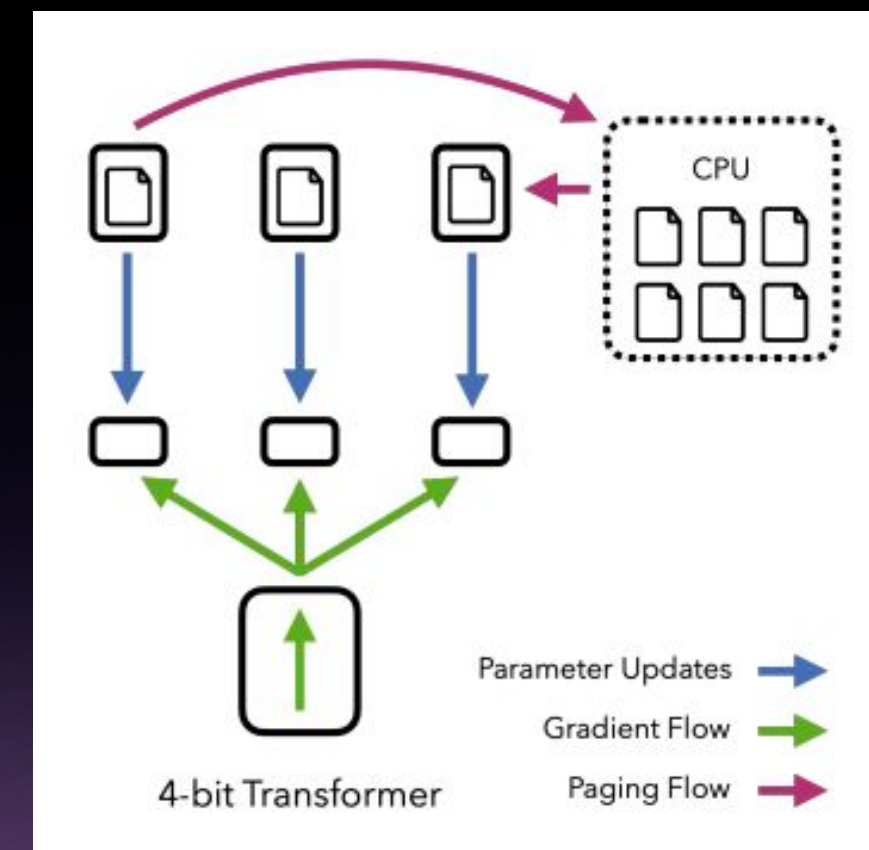 CPU
Parameter Updates
Gradient Flow
4-bit Transformer
Paging Flow